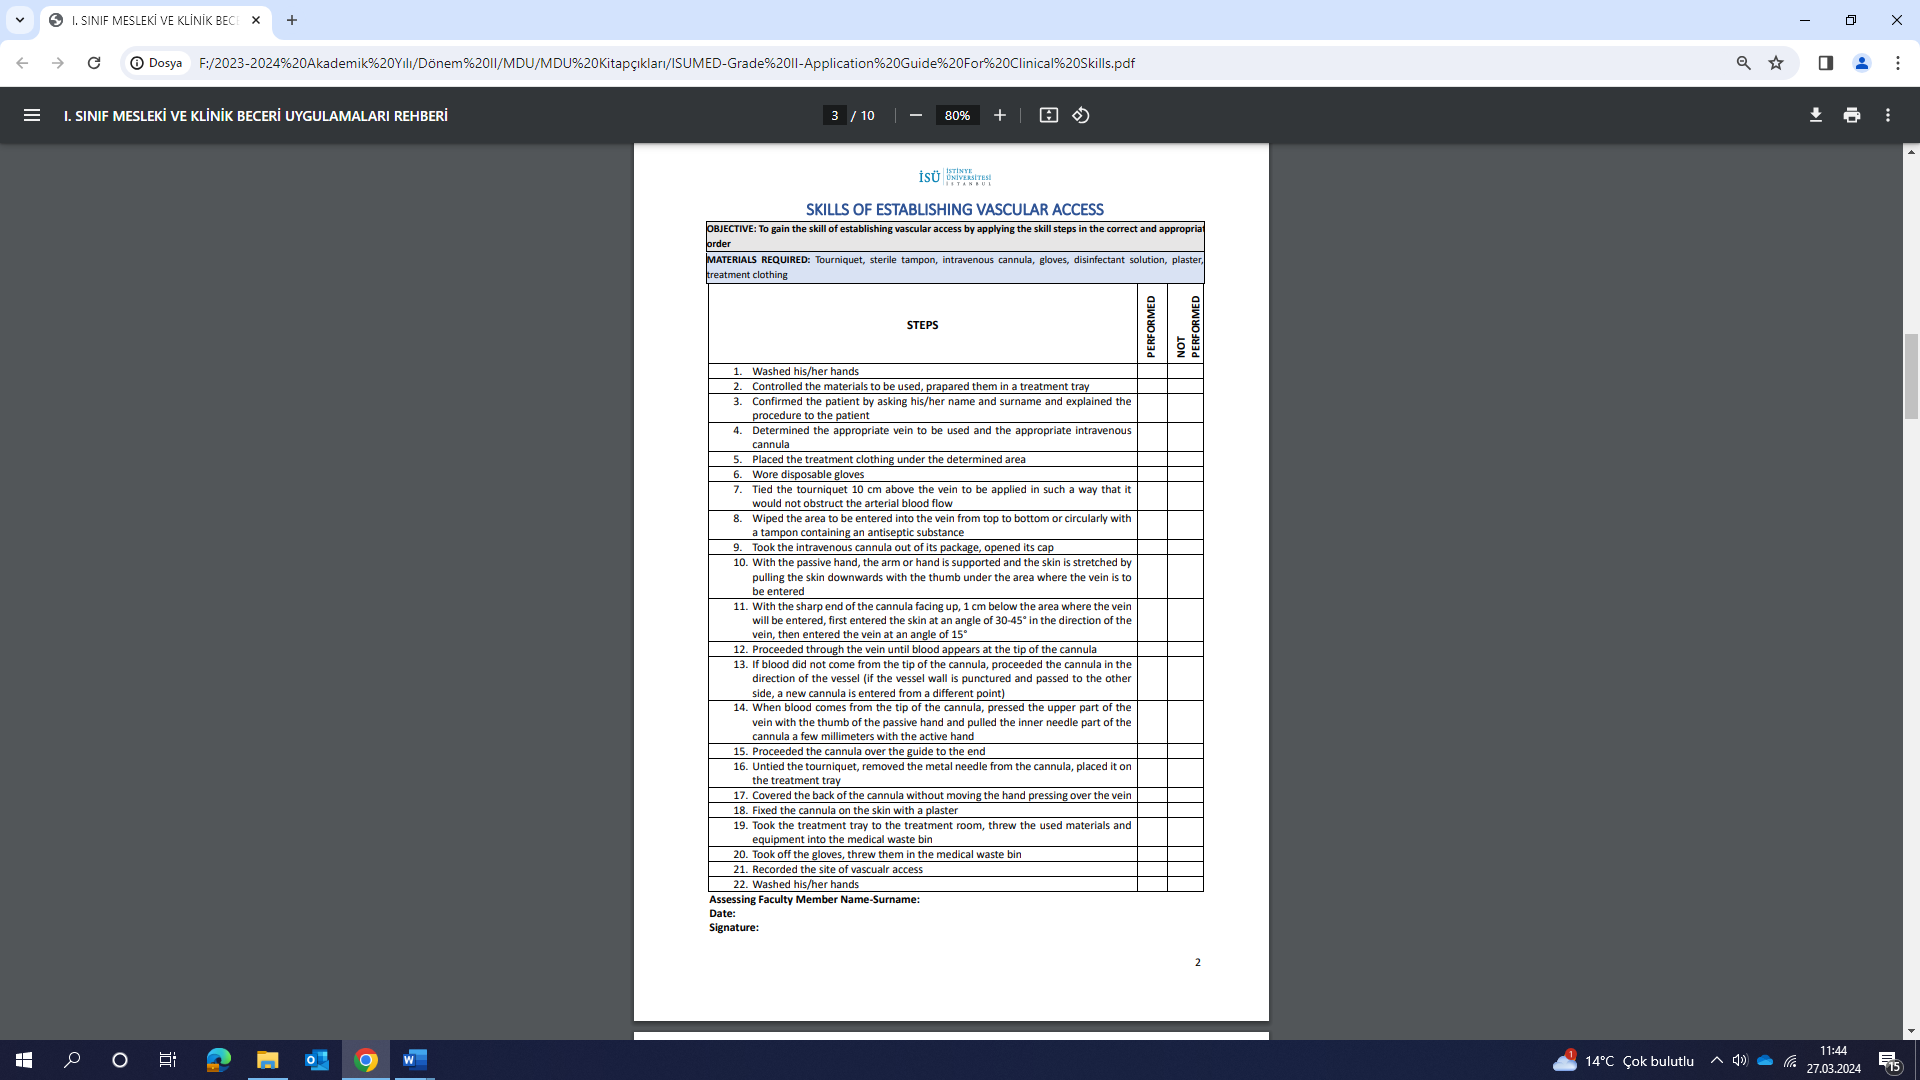 I. SINIF MESLEKİ VE KLİNİK BECE
Dosya
F:/2023-2024%20Akademik%20Yılı/Dönem%20II/MDU/MDU%20Kitapçıkları/ISUMED-Grade%20II-Application%20Guide%20For%20Clinical%20Skills.pdf
I. SINIF MESLEKİ VE KLİNİK BECERİ UYGULAMALARI REHBERİ
3 / 10
80%
İSÜ İSTİNYE
ÜNİVERSİTESİ
İSTANBUL
SKILLS OF ESTABLISHING VASCULAR ACCESS
OBJECTIVE: To gain the skill of establishing vascular access by applying the skill steps in the correct and appropriat
order
MATERIALS REQUIRED: Tourniquet, sterile tampon, intravenous cannula, gloves, disinfectant solution, plaster,
treatment clothing
STEPS
PERFORMED
NOT
PERFORMED
1. Washed his/her hands
2. Controlled the materials to be used, prapared them in a treatment tray
3. Confirmed the patient by asking his/her name and surname and explained the
procedure to the patient
4. Determined the appropriate vein to be used and the appropriate intravenous
cannula
5. Placed the treatment clothing under the determined area
6. Wore disposable gloves
7. Tied the tourniquet 10 cm above the vein to be applied in such a way that it
would not obstruct the arterial blood flow
8. Wiped the area to be entered into the vein from top to bottom or circularly with
a tampon containing an antiseptic substance
9. Took the intravenous cannula out of its package, opened its cap
10. With the passive hand, the arm or hand is supported and the skin is stretched by
pulling the skin downwards with the thumb under the area where the vein is to
be entered
11. With the sharp end of the cannula facing up, 1 cm below the area where the vein
will be entered, first entered the skin at an angle of 30-45° in the direction of the
vein, then entered the vein at an angle of 15°
12. Proceeded through the vein until blood appears at the tip of the cannula
13. If blood did not come from the tip of the cannula, proceeded the cannula in the
direction of the vessel (if the vessel wall is punctured and passed to the other
side, a new cannula is entered from a different point)
14. When blood comes from the tip of the cannula, pressed the upper part of the
vein with the thumb of the passive hand and pulled the inner needle part of the
cannula a few millimeters with the active hand
15. Proceeded the cannula over the guide to the end
16. Untied the tourniquet, removed the metal needle from the cannula, placed it on
the treatment tray
17. Covered the back of the cannula without moving the hand pressing over the vein
18. Fixed the cannula on the skin with a plaster
19. Took the treatment tray to the treatment room, threw the used materials and
equipment into the medical waste bin
20. Took off the gloves, threw them in the medical waste bin
21. Recorded the site of vascualr access
22. Washed his/her hands
Assessing Faculty Member Name-Surname:
Date:
Signature:
2
1
14°C Çok bulutlu
11:44
27.03.2024
15